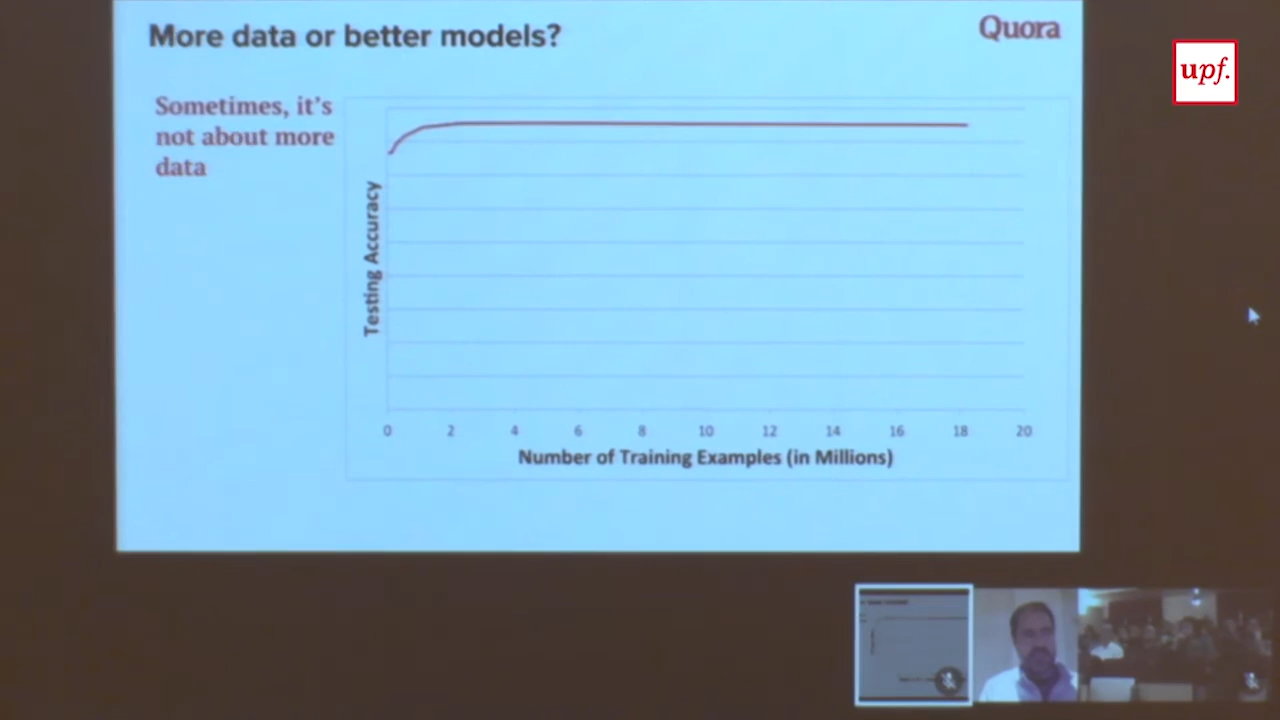 More data or better models?
Quora
upf.
Sometimes, it's
not about more
data
Testing Accuracy
0 2 4 6 8 10 12 14 16 18 20
Number of Training Examples (in Millions)